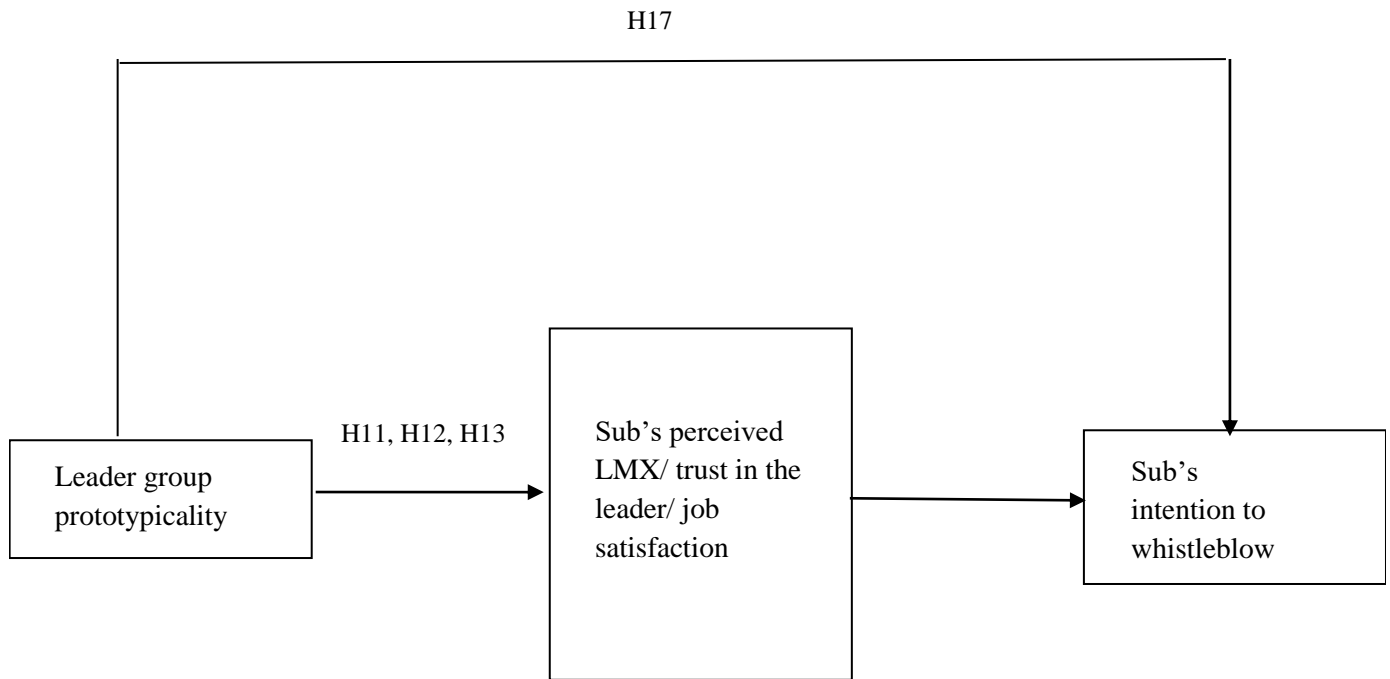 H17
H11, H12, H13
Leader group
prototypicality
Sub’s perceived
LMX/ trust in the
leader/ job
satisfaction
Sub’s
intention to
whistleblow